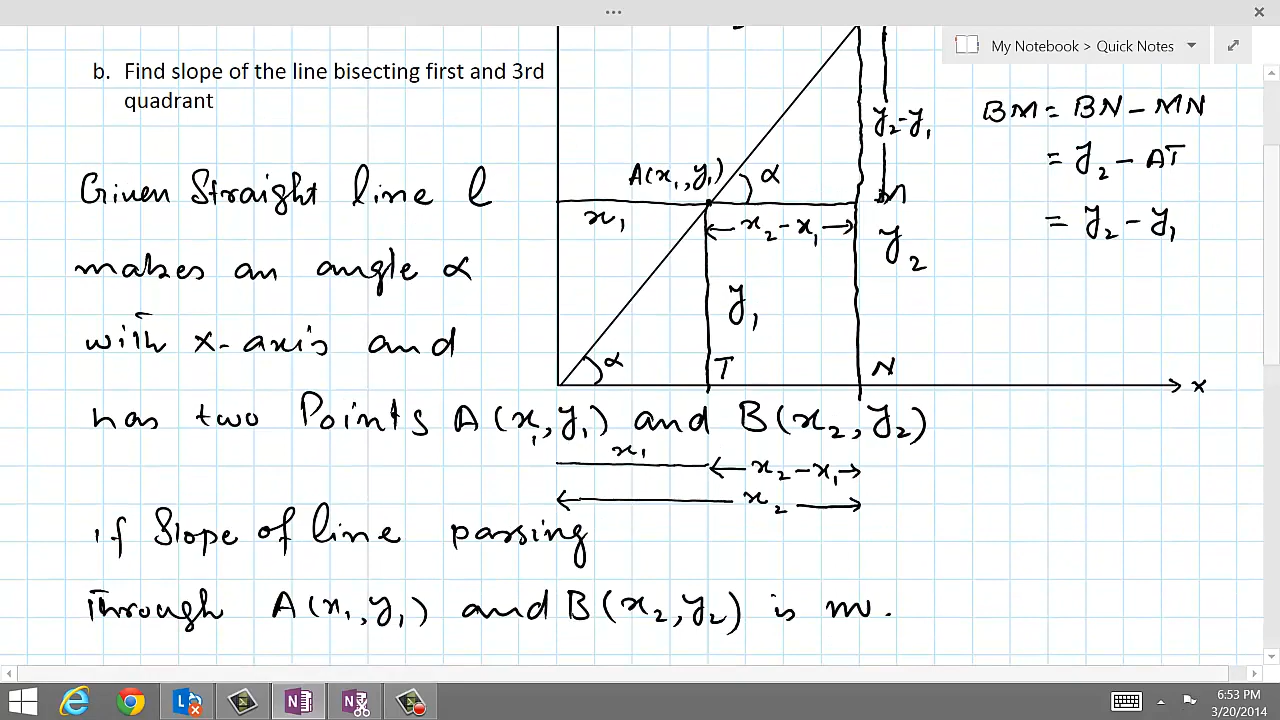 My Notebook > Quick Notes
b. Find slope of the line bisecting first and 3rd
quadrant
BM = BN - MN
= y₂ - AT
= y₂ - y₁
Given Straight line l
makes an angle α
with x-axis and
has two Points A(x₁, y₁) and B(x₂, y₂)
if Slope of line passing
Through A(x₁, y₁) and B(x₂, y₂) is m.
y₂-y₁
A(x₁, y₁)
α
M
x₁
x₂-x₁
y₂
y₁
α
T
N
x
x₁
x₂-x₁
x₂
6:53 PM
3/20/2014